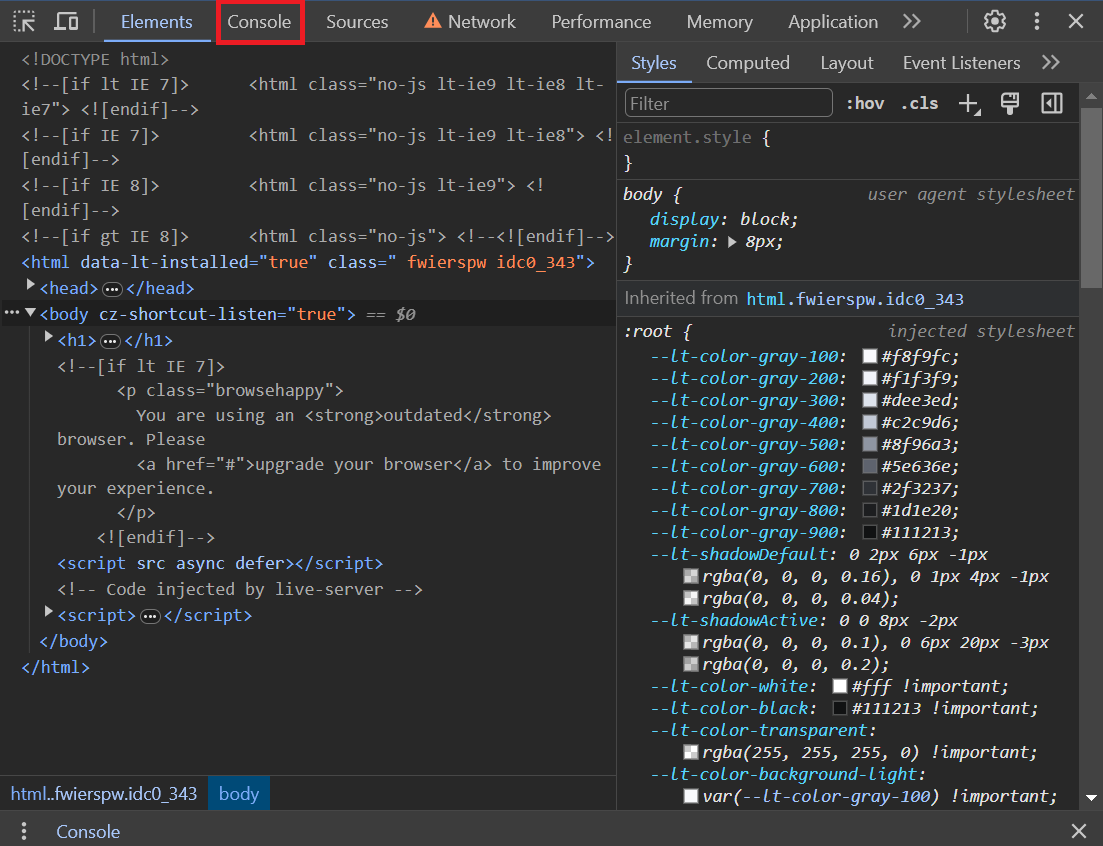 Elements Console Sources Network Performance Memory Application
<!DOCTYPE html>
<!--[if lt IE 7]>      <html class="no-js lt-ie9 lt-ie8 lt-
ie7"> <![endif]-->
<!--[if IE 7]>         <html class="no-js lt-ie9 lt-ie8"> <!
[endif]-->
<!--[if IE 8]>         <html class="no-js lt-ie9"> <!
[endif]-->
<!--[if gt IE 8]>      <html class="no-js"> <!--<![endif]-->
<html data-lt-installed="true" class=" fwierspw idc0_343">
<head>…</head>
<body cz-shortcut-listen="true"> == $0
<h1>…</h1>
<!--[if lt IE 7]>
<p class="browsehappy">
You are using an <strong>outdated</strong>
browser. Please
<a href="#">upgrade your browser</a> to improve
your experience.
</p>
<![endif]-->
<script src async defer></script>
<!-- Code injected by live-server -->
<script>…</script>
</body>
</html>
html..fwierspw.idc0_343 body
Styles Computed Layout Event Listeners
Filter :hov .cls
element.style {
}
body { user agent stylesheet
display: block;
margin: 8px;
}
Inherited from html.fwierspw.idc0_343
:root { injected stylesheet
--lt-color-gray-100: #f8f9fc;
--lt-color-gray-200: #f1f3f9;
--lt-color-gray-300: #dee3ed;
--lt-color-gray-400: #c2c9d6;
--lt-color-gray-500: #8f96a3;
--lt-color-gray-600: #5e636e;
--lt-color-gray-700: #2f3237;
--lt-color-gray-800: #1d1e20;
--lt-color-gray-900: #111213;
--lt-shadowDefault: 0 2px 6px -1px
rgba(0, 0, 0, 0.16), 0 1px 4px -1px
rgba(0, 0, 0, 0.04);
--lt-shadowActive: 0 0 8px -2px
rgba(0, 0, 0, 0.1), 0 6px 20px -3px
rgba(0, 0, 0, 0.2);
--lt-color-white: #fff !important;
--lt-color-black: #111213 !important;
--lt-color-transparent:
rgba(255, 255, 255, 0) !important;
--lt-color-background-light:
var(--lt-color-gray-100) !important;
Console